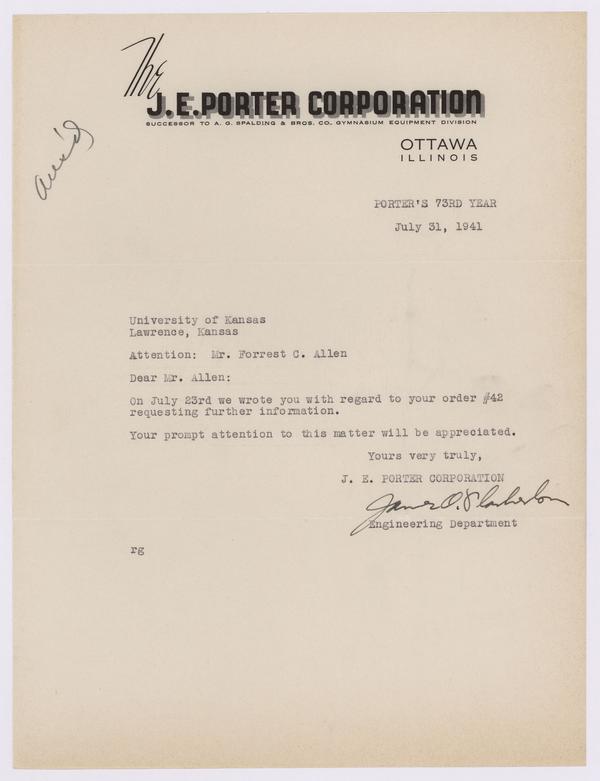 The
J. E. PORTER CORPORATION
SUCCESSOR TO A. G. SPALDING & BROS. CO. GYMNASIUM EQUIPMENT DIVISION
OTTAWA
ILLINOIS
PORTER'S 73RD YEAR
July 31, 1941
University of Kansas
Lawrence, Kansas
Attention: Mr. Forrest C. Allen
Dear Mr. Allen:
On July 23rd we wrote you with regard to your order #42
requesting further information.
Your prompt attention to this matter will be appreciated.
Yours very truly,
J. E. PORTER CORPORATION
James O.
Engineering Department
rg